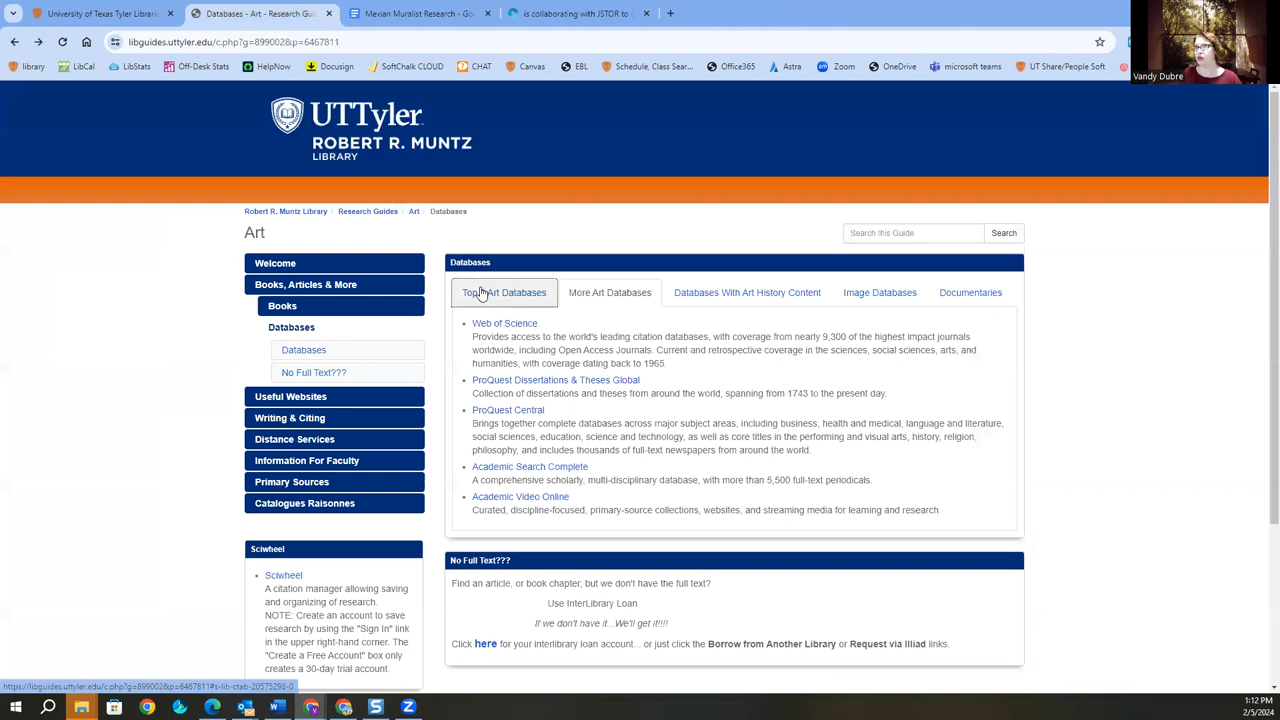 University of Texas Tyler Libraries
Databases - Art - Research Gui
Mexian Muralist Research - Go
is collaborating with JSTOR to c
libguides.uttyler.edu/c.php?g=899002&p=6467811
library
LibCal
LibStats
Off-Desk Stats
HelpNow
Docusign
SoftChalk CLOUD
CHAT
Canvas
EBL
Schedule, Class Sear...
Office365
Astra
Zoom
OneDrive
microsoft teams
UT Share/People Soft
Vandy Dubre
UTTyler
ROBERT R. MUNTZ
LIBRARY
Robert R. Muntz Library
Research Guides
Art
Databases
Art
Search this Guide
Search
Welcome
Books, Articles & More
Books
Databases
Databases
No Full Text???
Useful Websites
Writing & Citing
Distance Services
Information For Faculty
Primary Sources
Catalogues Raisonnes
Sciwheel
Sciwheel
A citation manager allowing saving
and organizing of research.
NOTE: Create an account to save
research by using the "Sign In" link
in the upper right-hand corner. The
"Create a Free Account" box only
creates a 30-day trial account.
Databases
Top Art Databases
More Art Databases
Databases With Art History Content
Image Databases
Documentaries
Web of Science
Provides access to the world's leading citation databases, with coverage from nearly 9,300 of the highest impact journals
worldwide, including Open Access Journals. Current and retrospective coverage in the sciences, social sciences, arts, and
humanities, with coverage dating back to 1965.
ProQuest Dissertations & Theses Global
Collection of dissertations and theses from around the world, spanning from 1743 to the present day.
ProQuest Central
Brings together complete databases across major subject areas, including business, health and medical, language and literature,
social sciences, education, science and technology, as well as core titles in the performing and visual arts, history, religion,
philosophy, and includes thousands of full-text newspapers from around the world.
Academic Search Complete
A comprehensive scholarly, multi-disciplinary database, with more than 5,500 full-text periodicals.
Academic Video Online
Curated, discipline-focused, primary-source collections, websites, and streaming media for learning and research.
No Full Text???
Find an article, or book chapter, but we don't have the full text?
Use InterLibrary Loan
If we don't have it...We'll get it!!!!
Click here for your interlibrary loan account... or just click the Borrow from Another Library or Request via Illiad links.
https://libguides.uttyler.edu/c.php?g=899002&p=6467811#s-lib-ctab-20575298-0
1:12 PM
2/5/2024